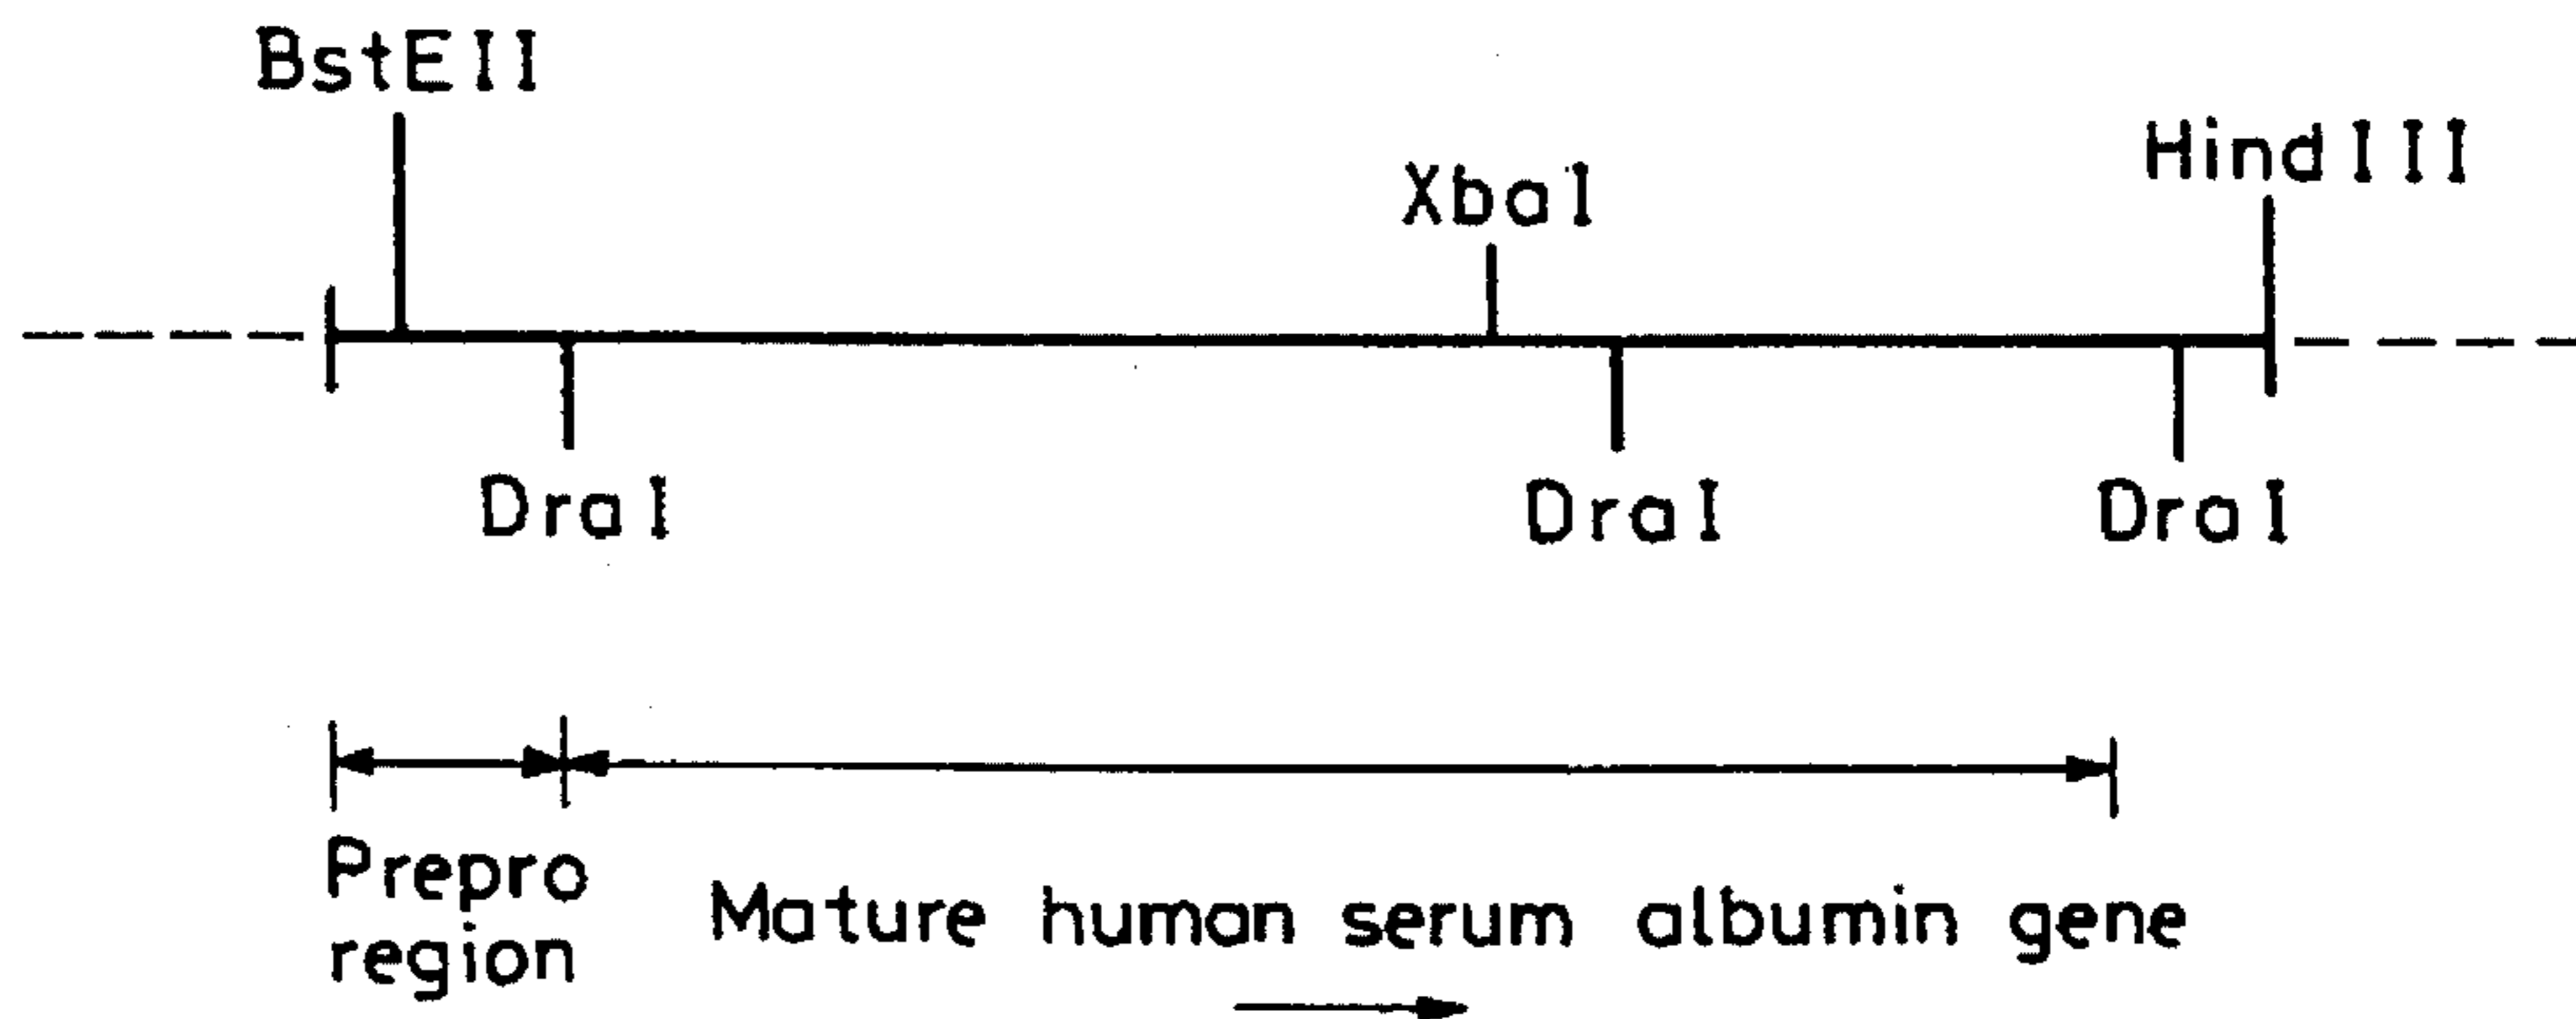 BstEII
XbaI
HindIII
DraI
DraI
DraI
Prepro
region
Mature human serum albumin gene